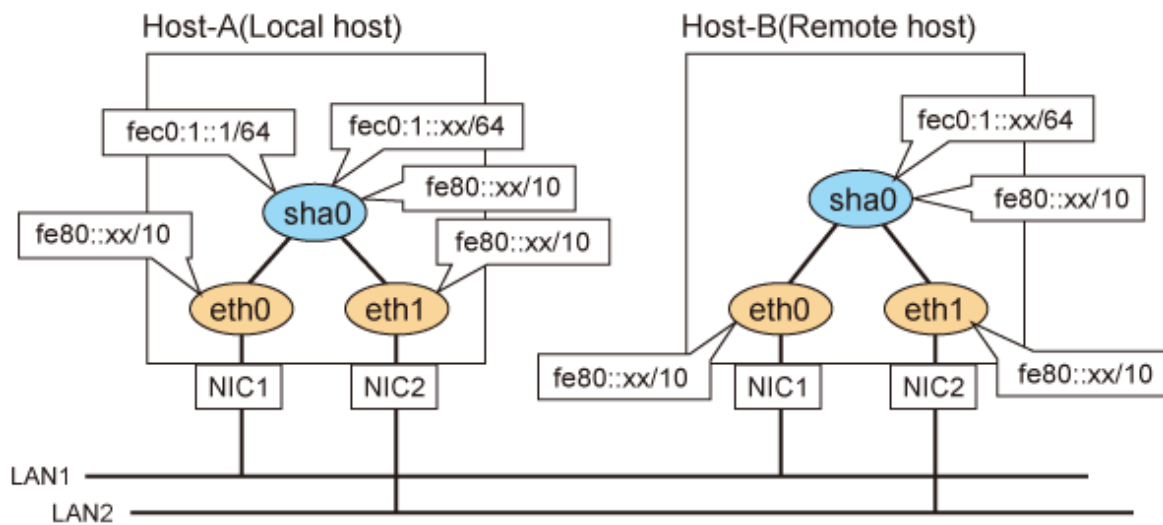 Host-A(Local host)
Host-B(Remote host)
fec0:1::1/64
fec0:1::xx/64
fec0:1::xx/64
fe80::xx/10
sha0
sha0
fe80::xx/10
fe80::xx/10
fe80::xx/10
eth0
eth1
eth0
eth1
fe80::xx/10
fe80::xx/10
NIC1
NIC2
NIC1
NIC2
LAN1
LAN2